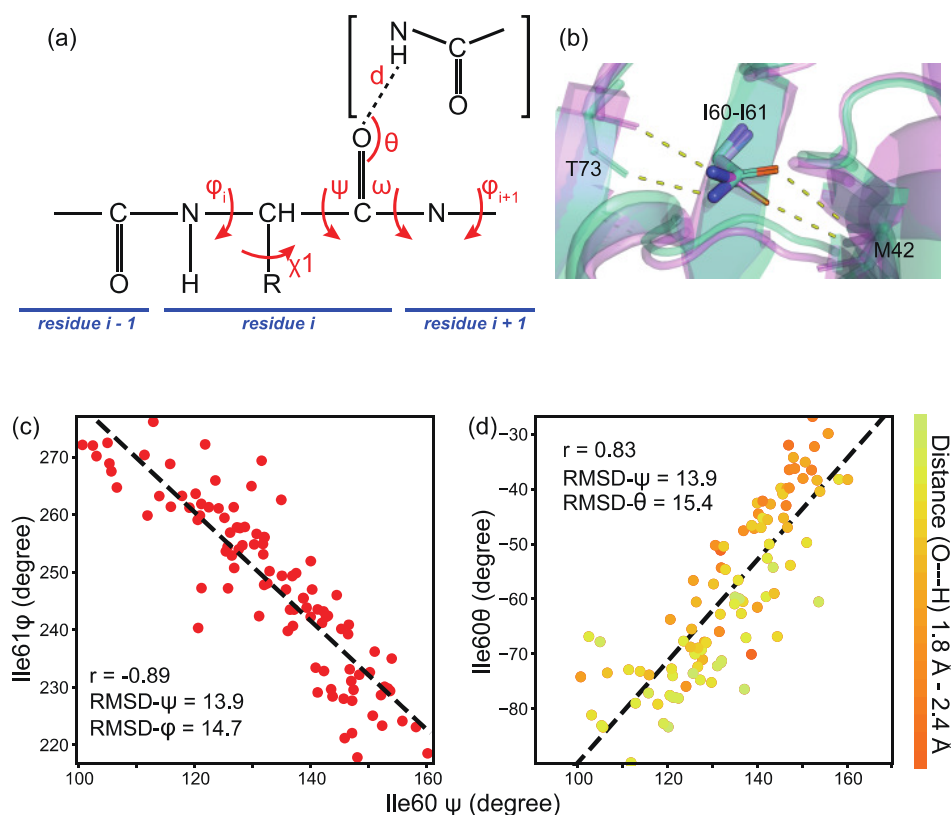 (a)
N
H
C
O
d
O
θ
φi
ψ
ω
φi+1
C
N
CH
C
N
χ1
O
H
R
residue i - 1
residue i
residue i + 1
(b)
I60-I61
T73
M42
(c)
r = -0.89
RMSD-ψ = 13.9
RMSD-φ = 14.7
270
260
250
240
230
220
100
120
140
160
Ile61φ (degree)
(d)
r = 0.83
RMSD-ψ = 13.9
RMSD-θ = 15.4
-30
-40
-50
-60
-70
-80
100
120
140
160
Ile60θ (degree)
Ile60 ψ (degree)
Distance (O---H) 1.8 Å - 2.4 Å